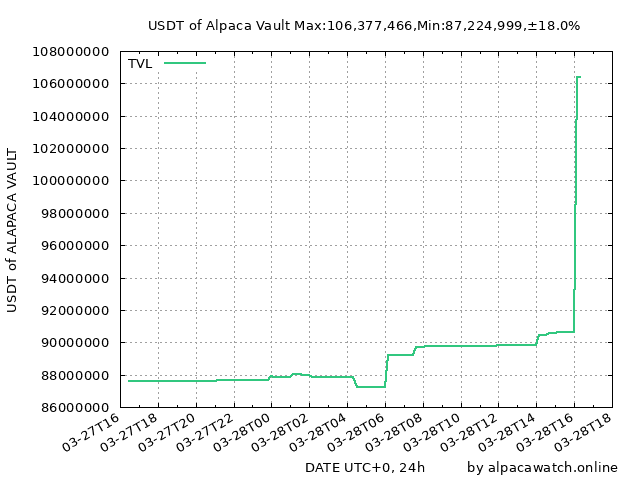 USDT of Alpaca Vault Max:106,377,466,Min:87,224,999,±18.0%
108000000
TVL
106000000
104000000
102000000
100000000
98000000
96000000
94000000
92000000
90000000
88000000
86000000
USDT of ALAPACA VAULT
03-27T16
03-27T18
03-27T20
03-27T22
03-28T00
03-28T02
03-28T04
03-28T06
03-28T08
03-28T10
03-28T12
03-28T14
03-28T16
03-28T18
DATE UTC+0, 24h
by alpacawatch.online